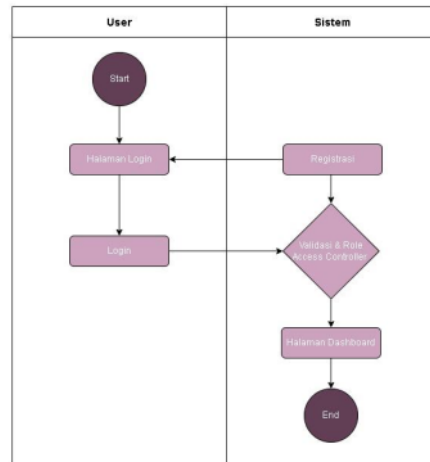 User
Sistem
Start
Halaman Login
Registrasi
Login
Validasi & Role
Access Controller
Halaman Dashboard
End